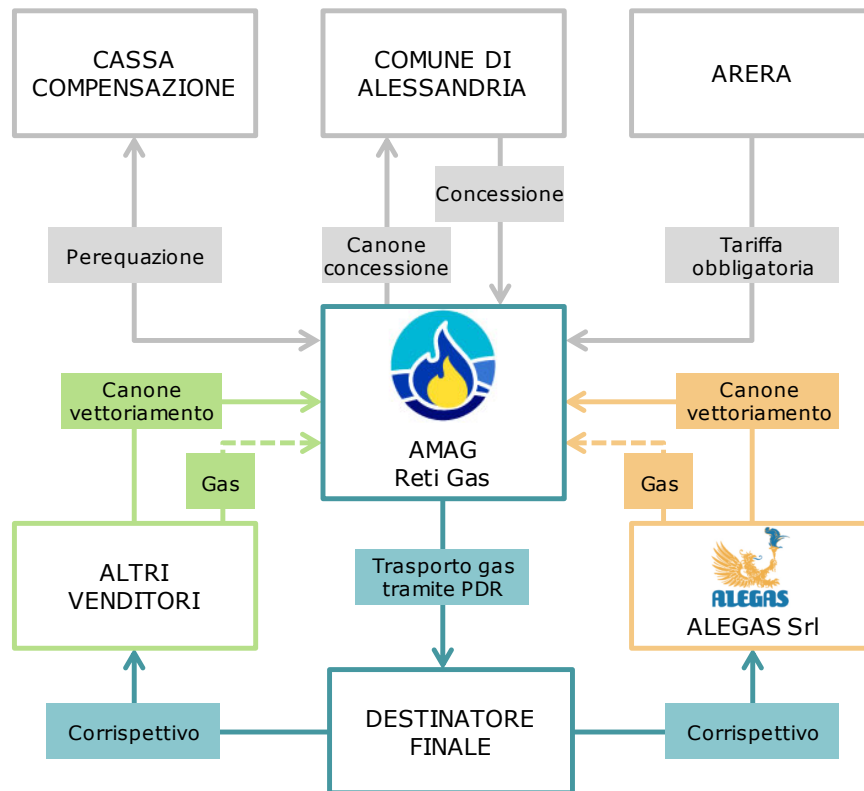 CASSA
COMPENSAZIONE
COMUNE DI
ALESSANDRIA
ARERA
Concessione
Perequazione
Canone
concessione
Tariffa
obbligatoria
Canone
vettoriamento
Canone
vettoriamento
AMAG
Reti Gas
Gas
Gas
ALTRI
VENDITORI
Trasporto gas
tramite PDR
ALEGAS
ALEGAS Srl
Corrispettivo
DESTINATORE
FINALE
Corrispettivo